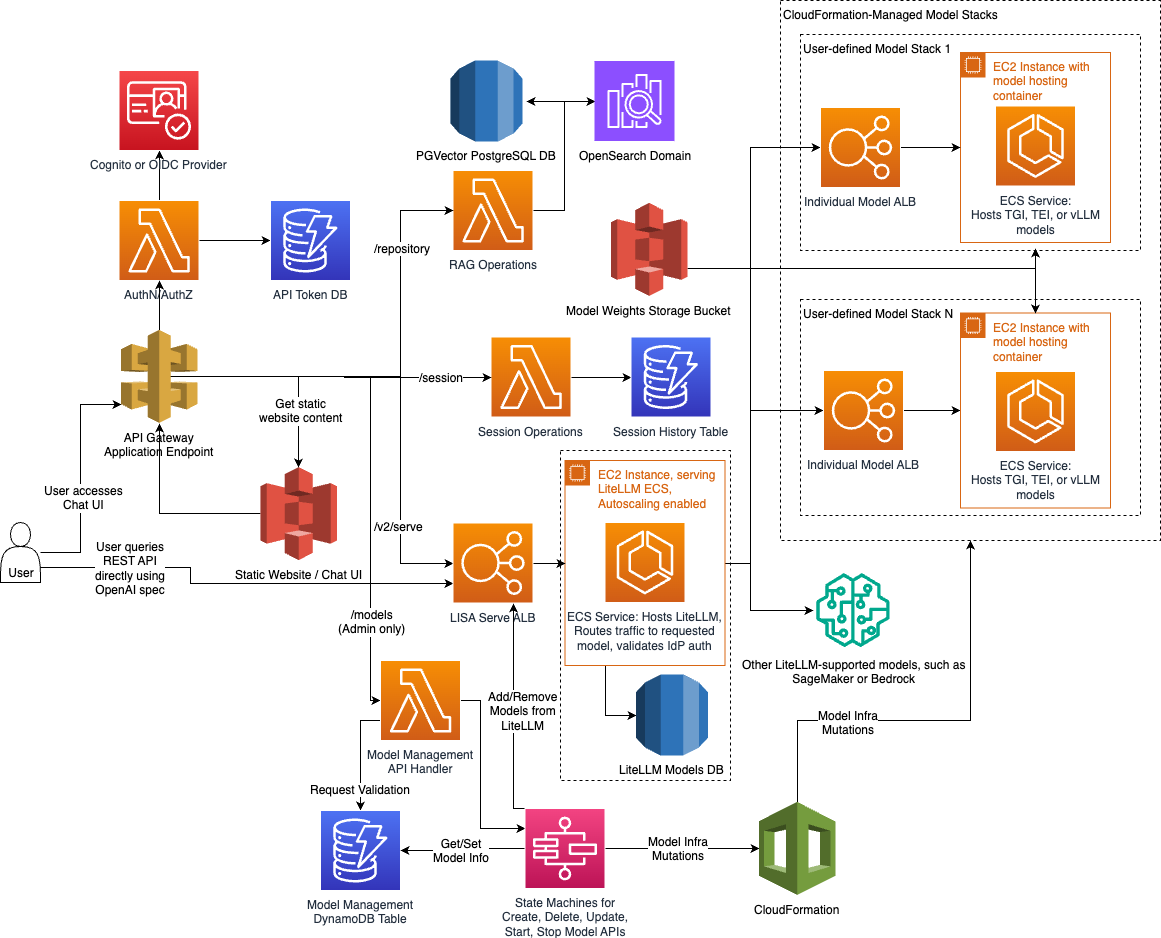 CloudFormation-Managed Model Stacks
User-defined Model Stack 1
EC2 Instance with
model hosting
container
Individual Model ALB
ECS Service:
Hosts TGI, TEI, or vLLM
models
Cognito or OIDC Provider
PGVector PostgreSQL DB
OpenSearch Domain
AuthN/AuthZ
API Token DB
/repository
RAG Operations
Model Weights Storage Bucket
User-defined Model Stack N
EC2 Instance with
model hosting
container
Individual Model ALB
ECS Service:
Hosts TGI, TEI, or vLLM
models
/session
Session Operations
Session History Table
Get static
website content
API Gateway
Application Endpoint
User accesses
Chat UI
User
User queries
REST API
directly using
OpenAI spec
Static Website / Chat UI
/v2/serve
LISA Serve ALB
EC2 Instance, serving
LiteLLM ECS,
Autoscaling enabled
ECS Service: Hosts LiteLLM,
Routes traffic to requested
model, validates IdP auth
LiteLLM Models DB
Other LiteLLM-supported models, such as
SageMaker or Bedrock
/models
(Admin only)
Model Management
API Handler
Add/Remove
Models from
LiteLLM
Request Validation
Model Management
DynamoDB Table
Get/Set
Model Info
State Machines for
Create, Delete, Update,
Start, Stop Model APIs
Model Infra
Mutations
CloudFormation
Model Infra
Mutations